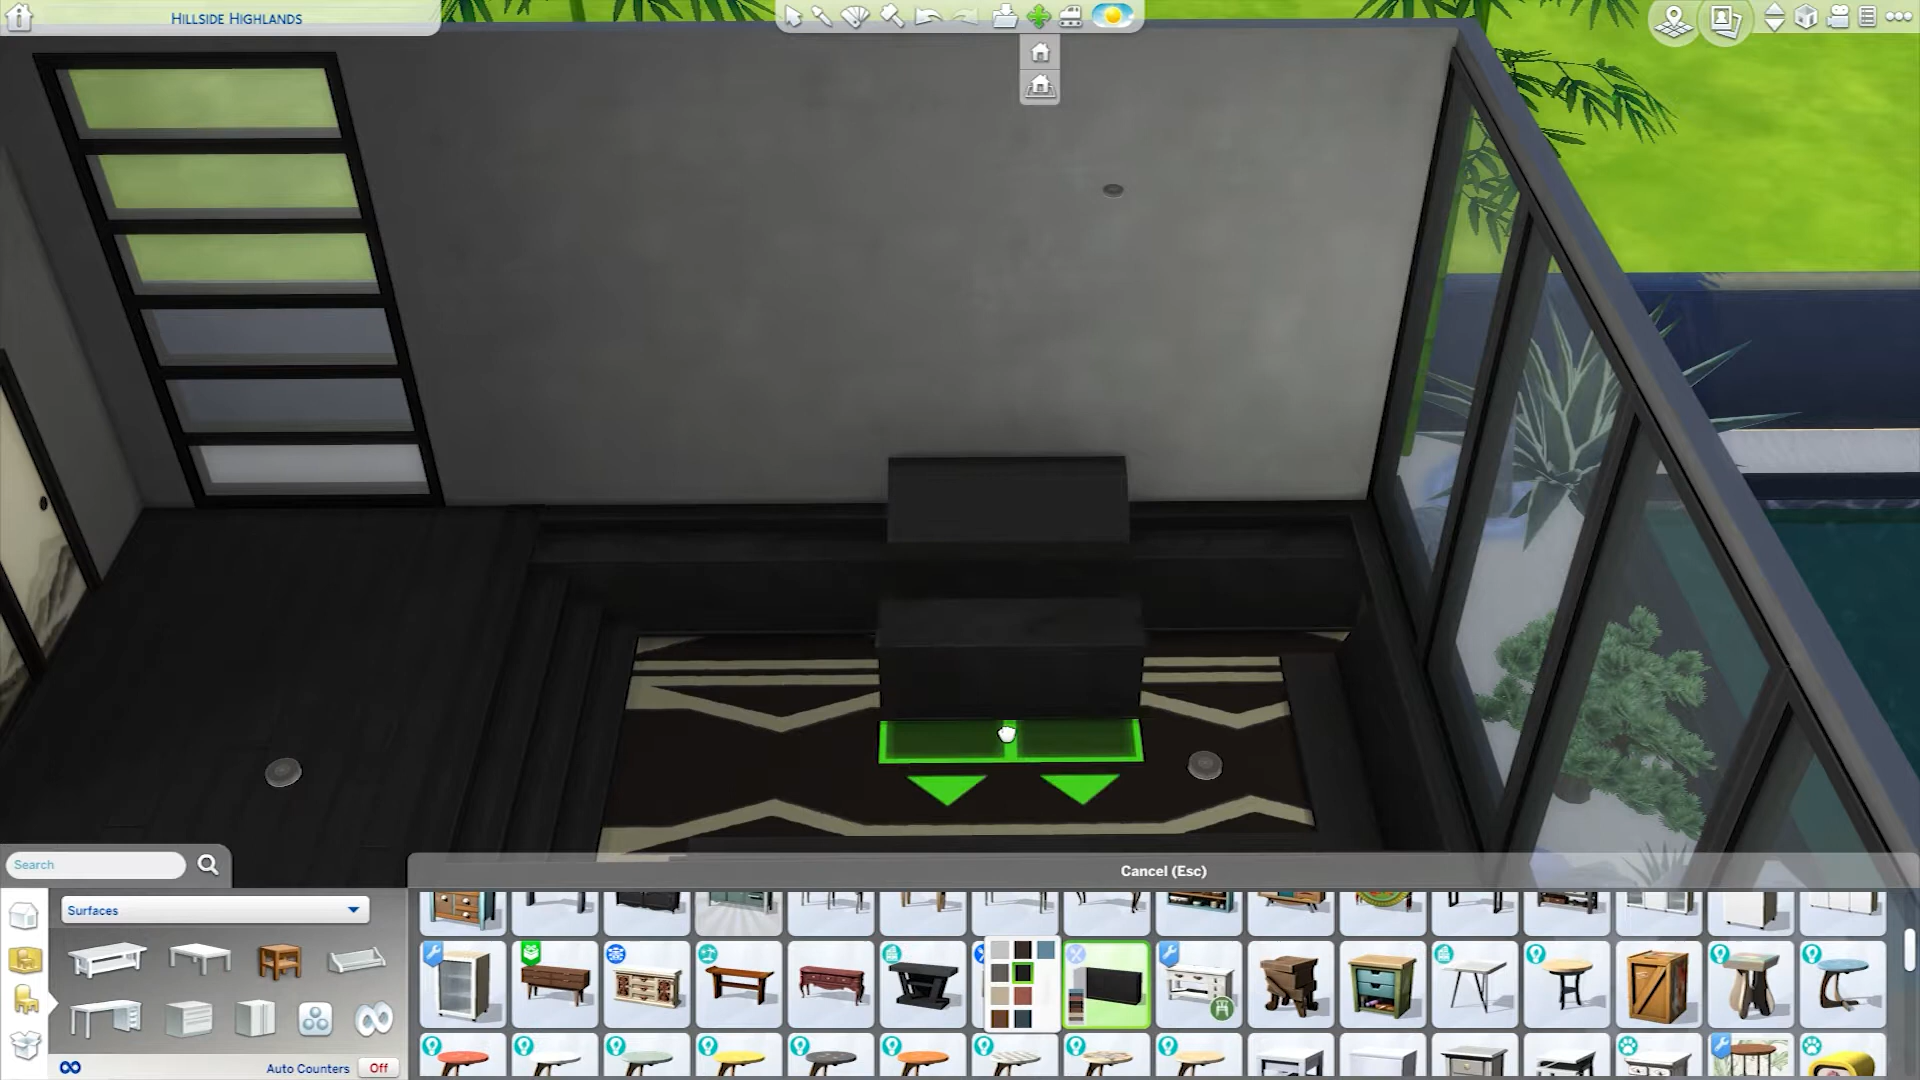 Hillside Highlands
Search
Cancel (Esc)
Surfaces
Auto Counters
Off